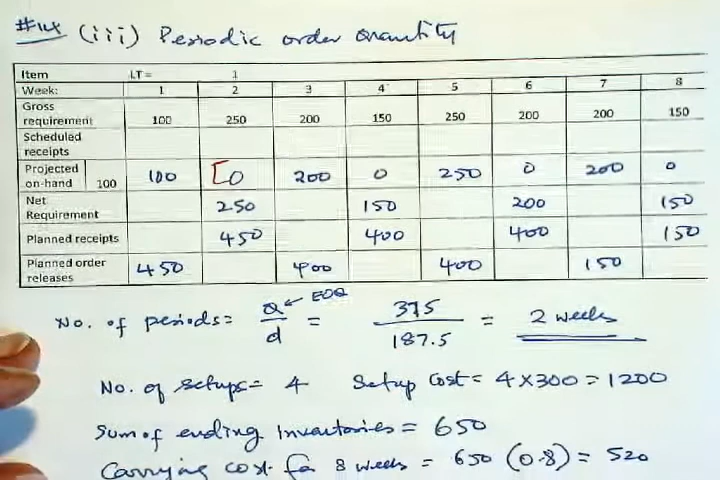 #14 (iii) Periodic order quantity
Item LT = 1
Week: 1 2 3 4 5 6 7 8
Gross requirement 100 250 200 150 250 200 200 150
Scheduled receipts
Projected on-hand 100 100 [0 200 0 250 0 200 0
Net Requirement 250 150 200 150
Planned receipts 450 400 400 150
Planned order releases 450 400 400 150
No. of periods = Q/d ← EOQ = 375/187.5 = 2 weeks
No. of setups = 4 Setup Cost = 4 X 300 = 1200
Sum of ending inventories = 650
Carrying cost for 8 weeks = 650 (0.8) = 520